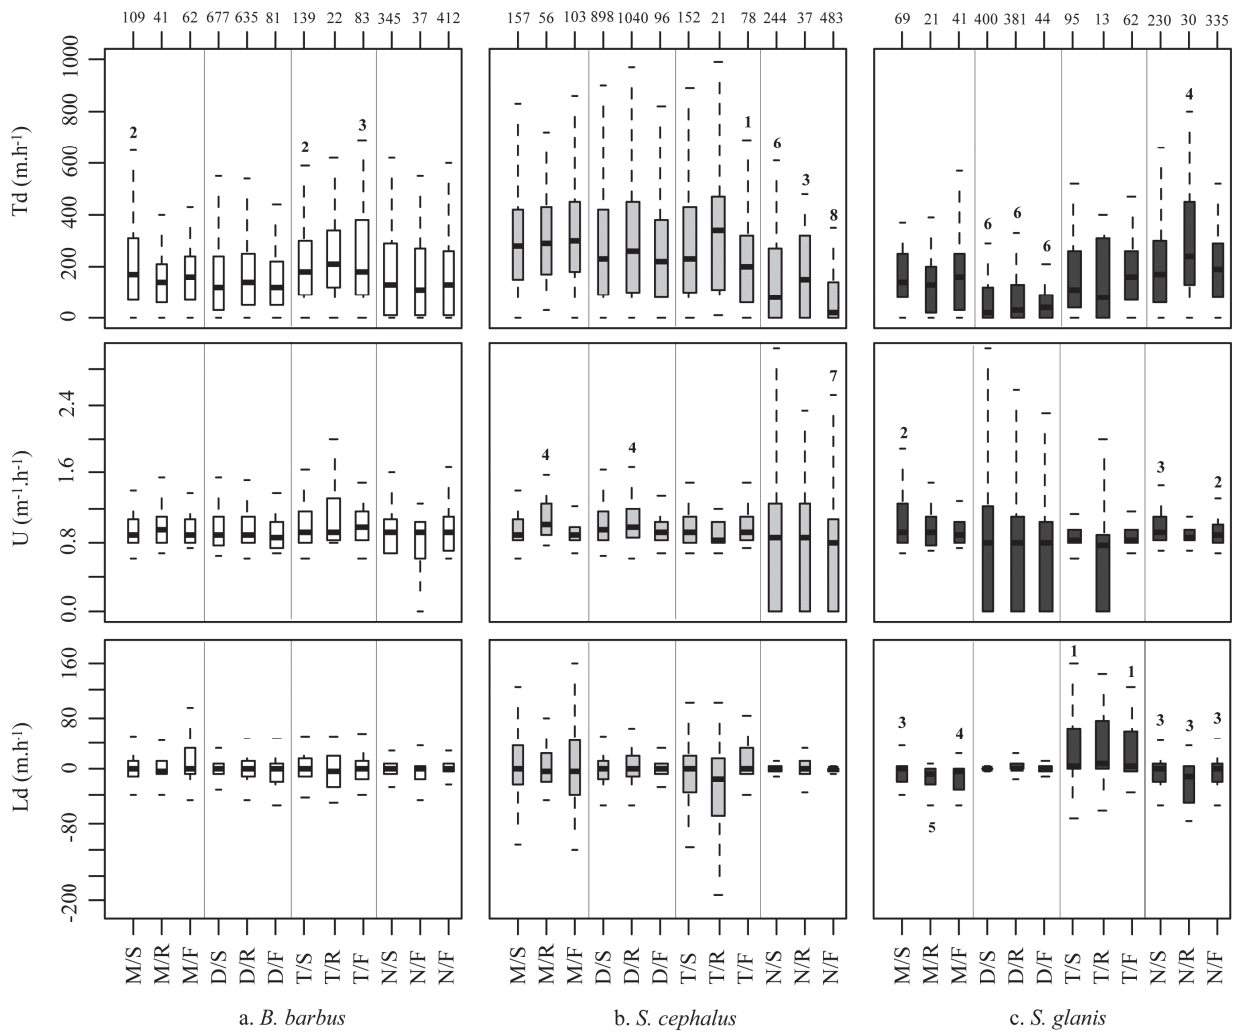 109 41 62 677 635 81 139 22 83 345 37 412 157 56 103 898 1040 96 152 21 78 244 37 483 69 21 41 400 381 44 95 13 62 230 30 335
Td (m.h⁻¹)
1000
800
600
400
200
0
2 2 3
1 6 3 8
6 6 6 4
U (m⁻¹.h⁻¹)
2.4
1.6
0.8
0.0
4 4 7
2 3 2
Ld (m.h⁻¹)
160
80
0
-80
-200
3 5 4 1 1 3 3 3
M/S M/R M/F D/S D/R D/F T/S T/R T/F N/S N/F N/F
M/S M/R M/F D/S D/R D/F T/S T/R T/F N/S N/R N/F
M/S M/R M/F D/S D/R D/F T/S T/R T/F N/S N/R N/F
a. B. barbus
b. S. cephalus
c. S. glanis